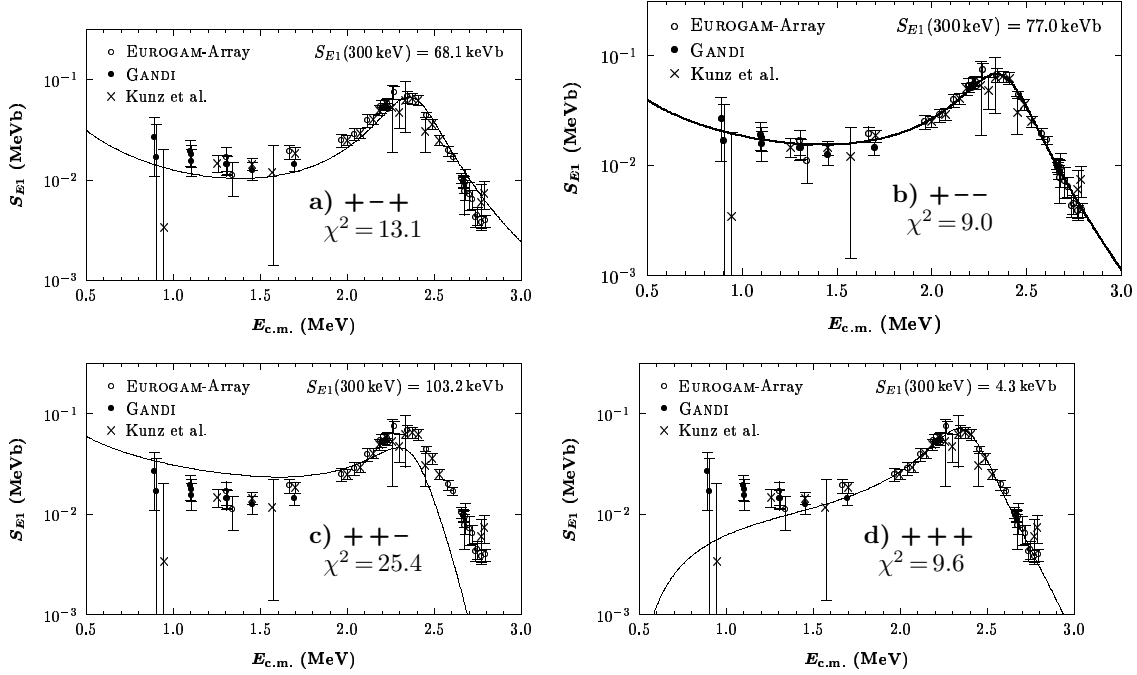 S_E1 (MeVb)
10⁻¹
10⁻²
10⁻³
○ EUROGAM-Array
● GANDI
× Kunz et al.
S_E1(300 keV) = 68.1 keVb
a) + - +
χ² = 13.1
0.5 1.0 1.5 2.0 2.5 3.0
E_c.m. (MeV)
S_E1 (MeVb)
10⁻¹
10⁻²
10⁻³
○ EUROGAM-Array
● GANDI
× Kunz et al.
S_E1(300 keV) = 77.0 keVb
b) + - -
χ² = 9.0
0.5 1.0 1.5 2.0 2.5 3.0
E_c.m. (MeV)
S_E1 (MeVb)
10⁻¹
10⁻²
10⁻³
○ EUROGAM-Array
● GANDI
× Kunz et al.
S_E1(300 keV) = 103.2 keVb
c) + + -
χ² = 25.4
0.5 1.0 1.5 2.0 2.5 3.0
E_c.m. (MeV)
S_E1 (MeVb)
10⁻¹
10⁻²
10⁻³
○ EUROGAM-Array
● GANDI
× Kunz et al.
S_E1(300 keV) = 4.3 keVb
d) + + +
χ² = 9.6
0.5 1.0 1.5 2.0 2.5 3.0
E_c.m. (MeV)